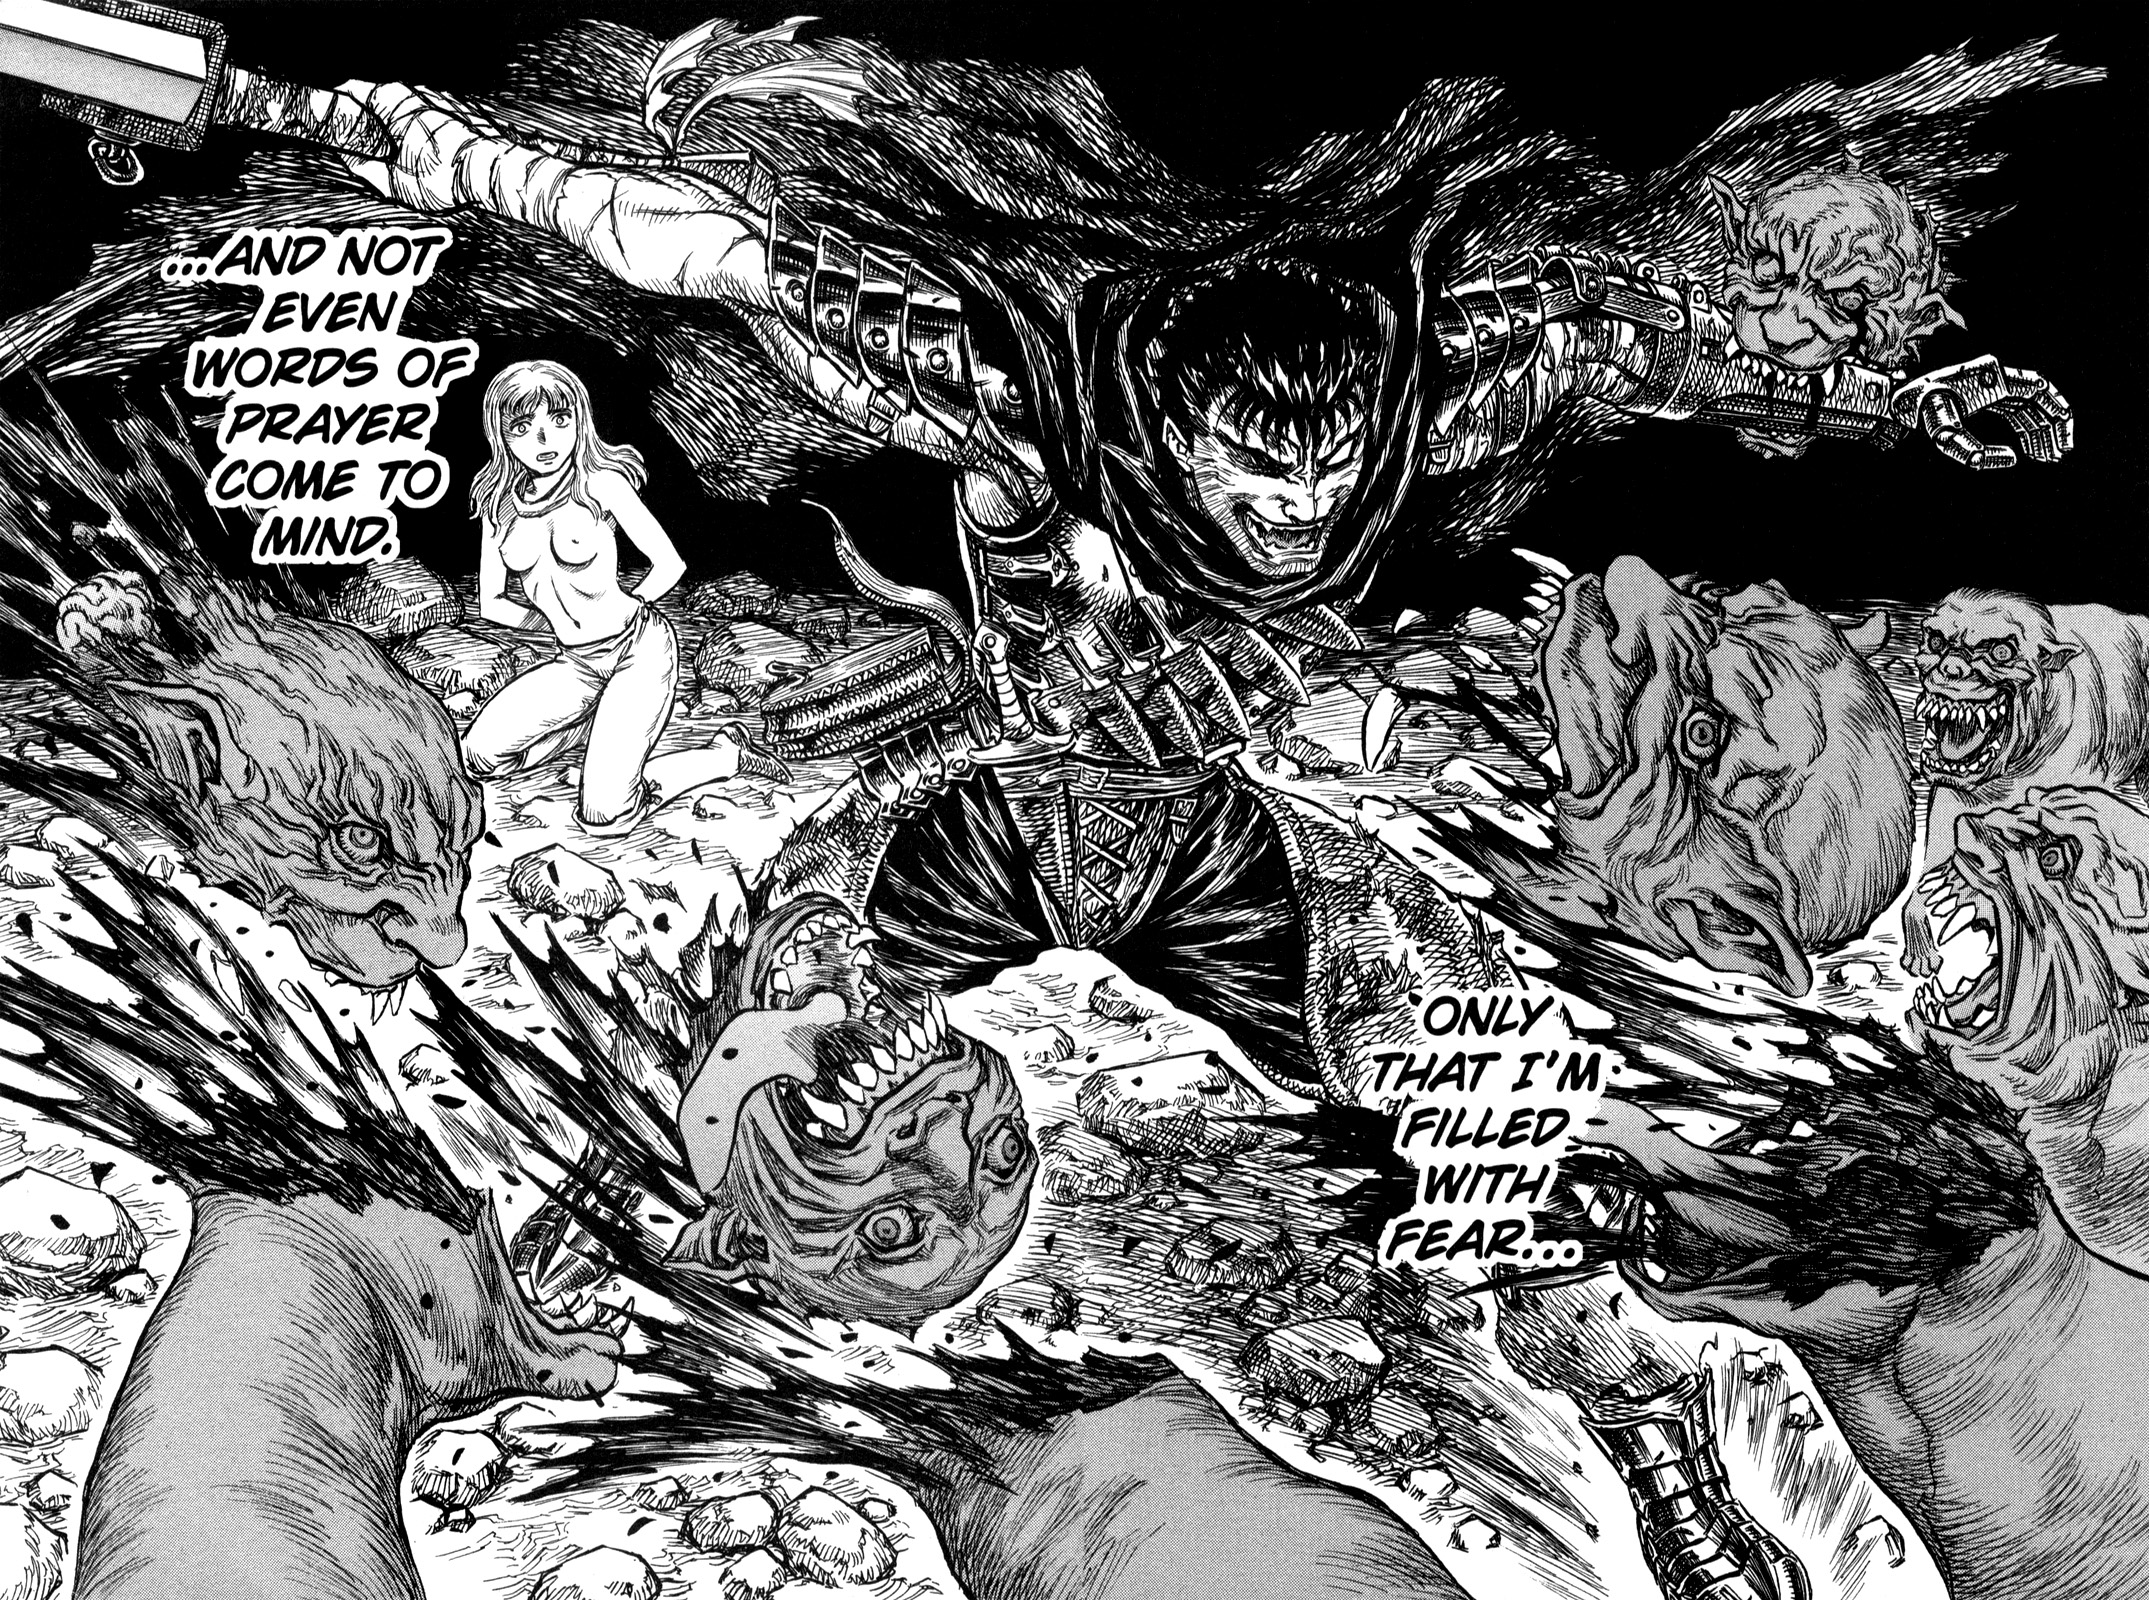 'ONLY
THAT I'M
FILLED
WITH
FEAR...
...AND NOT
EVEN
WORDS OF
PRAYER
COME TO
MIND.